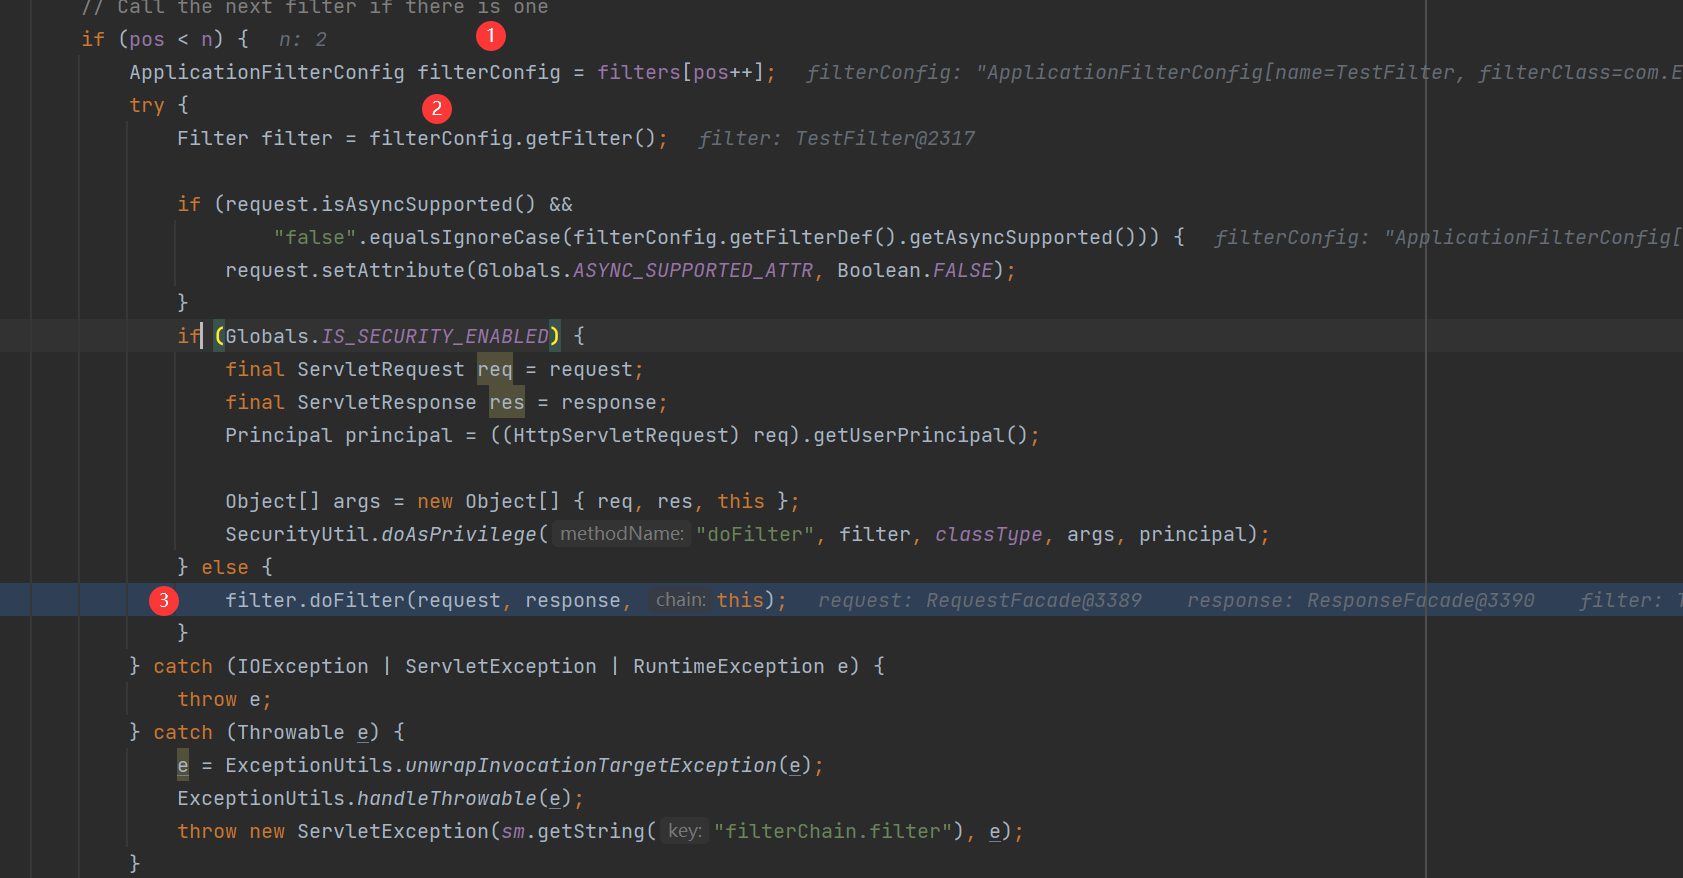 // Call the next filter if there is one
if (pos < n) {  n: 2  1
ApplicationFilterConfig filterConfig = filters[pos++];  filterConfig: "ApplicationFilterConfig[name=TestFilter, filterClass=com.E
try {  2
Filter filter = filterConfig.getFilter();  filter: TestFilter@2317
if (request.isAsyncSupported() &&
"false".equalsIgnoreCase(filterConfig.getFilterDef().getAsyncSupported())) {  filterConfig: "ApplicationFilterConfig[
request.setAttribute(Globals.ASYNC_SUPPORTED_ATTR, Boolean.FALSE);
}
if (Globals.IS_SECURITY_ENABLED) {
final ServletRequest req = request;
final ServletResponse res = response;
Principal principal = ((HttpServletRequest) req).getUserPrincipal();
Object[] args = new Object[] { req, res, this };
SecurityUtil.doAsPrivilege( methodName: "doFilter", filter, classType, args, principal);
} else {
3  filter.doFilter(request, response, chain: this);  request: RequestFacade@3389  response: ResponseFacade@3390  filter: T
}
} catch (IOException | ServletException | RuntimeException e) {
throw e;
} catch (Throwable e) {
e = ExceptionUtils.unwrapInvocationTargetException(e);
ExceptionUtils.handleThrowable(e);
throw new ServletException(sm.getString( key: "filterChain.filter"), e);
}